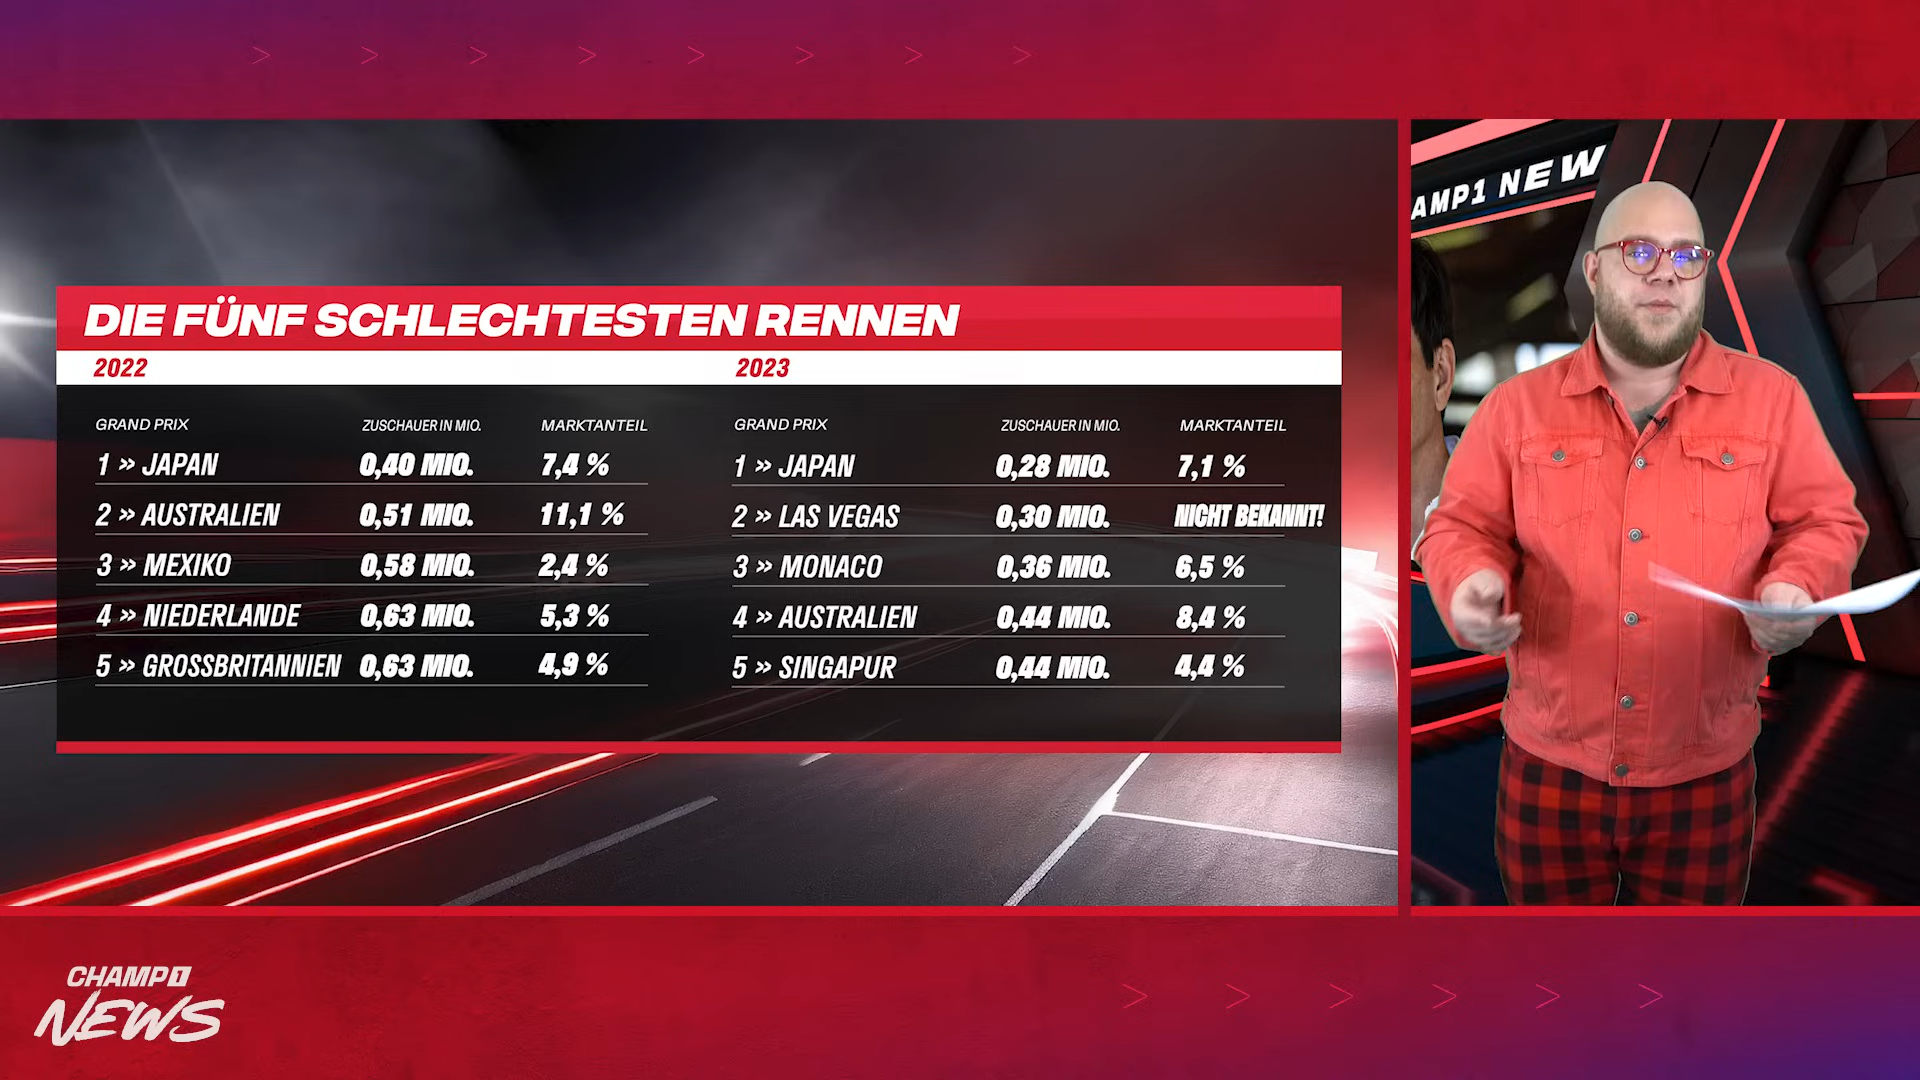 AMP1 NEW
DIE FÜNF SCHLECHTESTEN RENNEN
2022
GRAND PRIX ZUSCHAUER IN MIO. MARKTANTEIL
1 >> JAPAN 0,40 MIO. 7,4 %
2 >> AUSTRALIEN 0,51 MIO. 11,1 %
3 >> MEXIKO 0,58 MIO. 2,4 %
4 >> NIEDERLANDE 0,63 MIO. 5,3 %
5 >> GROSSBRITANNIEN 0,63 MIO. 4,9 %
2023
GRAND PRIX ZUSCHAUER IN MIO. MARKTANTEIL
1 >> JAPAN 0,28 MIO. 7,1 %
2 >> LAS VEGAS 0,30 MIO. NICHT BEKANNT!
3 >> MONACO 0,36 MIO. 6,5 %
4 >> AUSTRALIEN 0,44 MIO. 8,4 %
5 >> SINGAPUR 0,44 MIO. 4,4 %
CHAMP1
NEWS